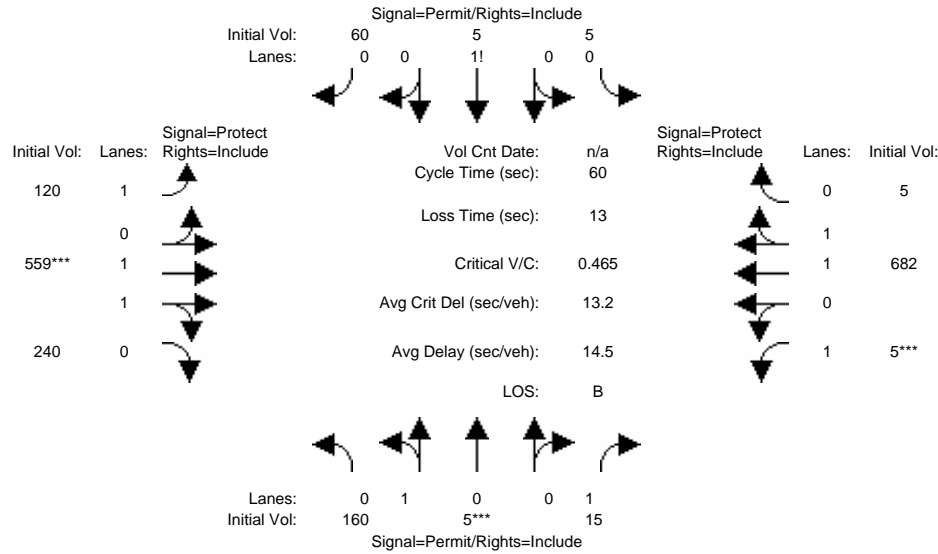 Signal=Permit/Rights=Include
Initial Vol: 60 5 5
Lanes: 0 0 1! 0 0
Signal=Protect Signal=Protect
Initial Vol: Lanes: Rights=Include Vol Cnt Date: n/a Rights=Include Lanes: Initial Vol:
Cycle Time (sec): 60
120 1 0 5
Loss Time (sec): 13
0 1
559*** 1 Critical V/C: 0.465 1 682
1 Avg Crit Del (sec/veh): 13.2 0
240 0 Avg Delay (sec/veh): 14.5 1 5***
LOS: B
Lanes: 0 1 0 0 1
Initial Vol: 160 5*** 15
Signal=Permit/Rights=Include